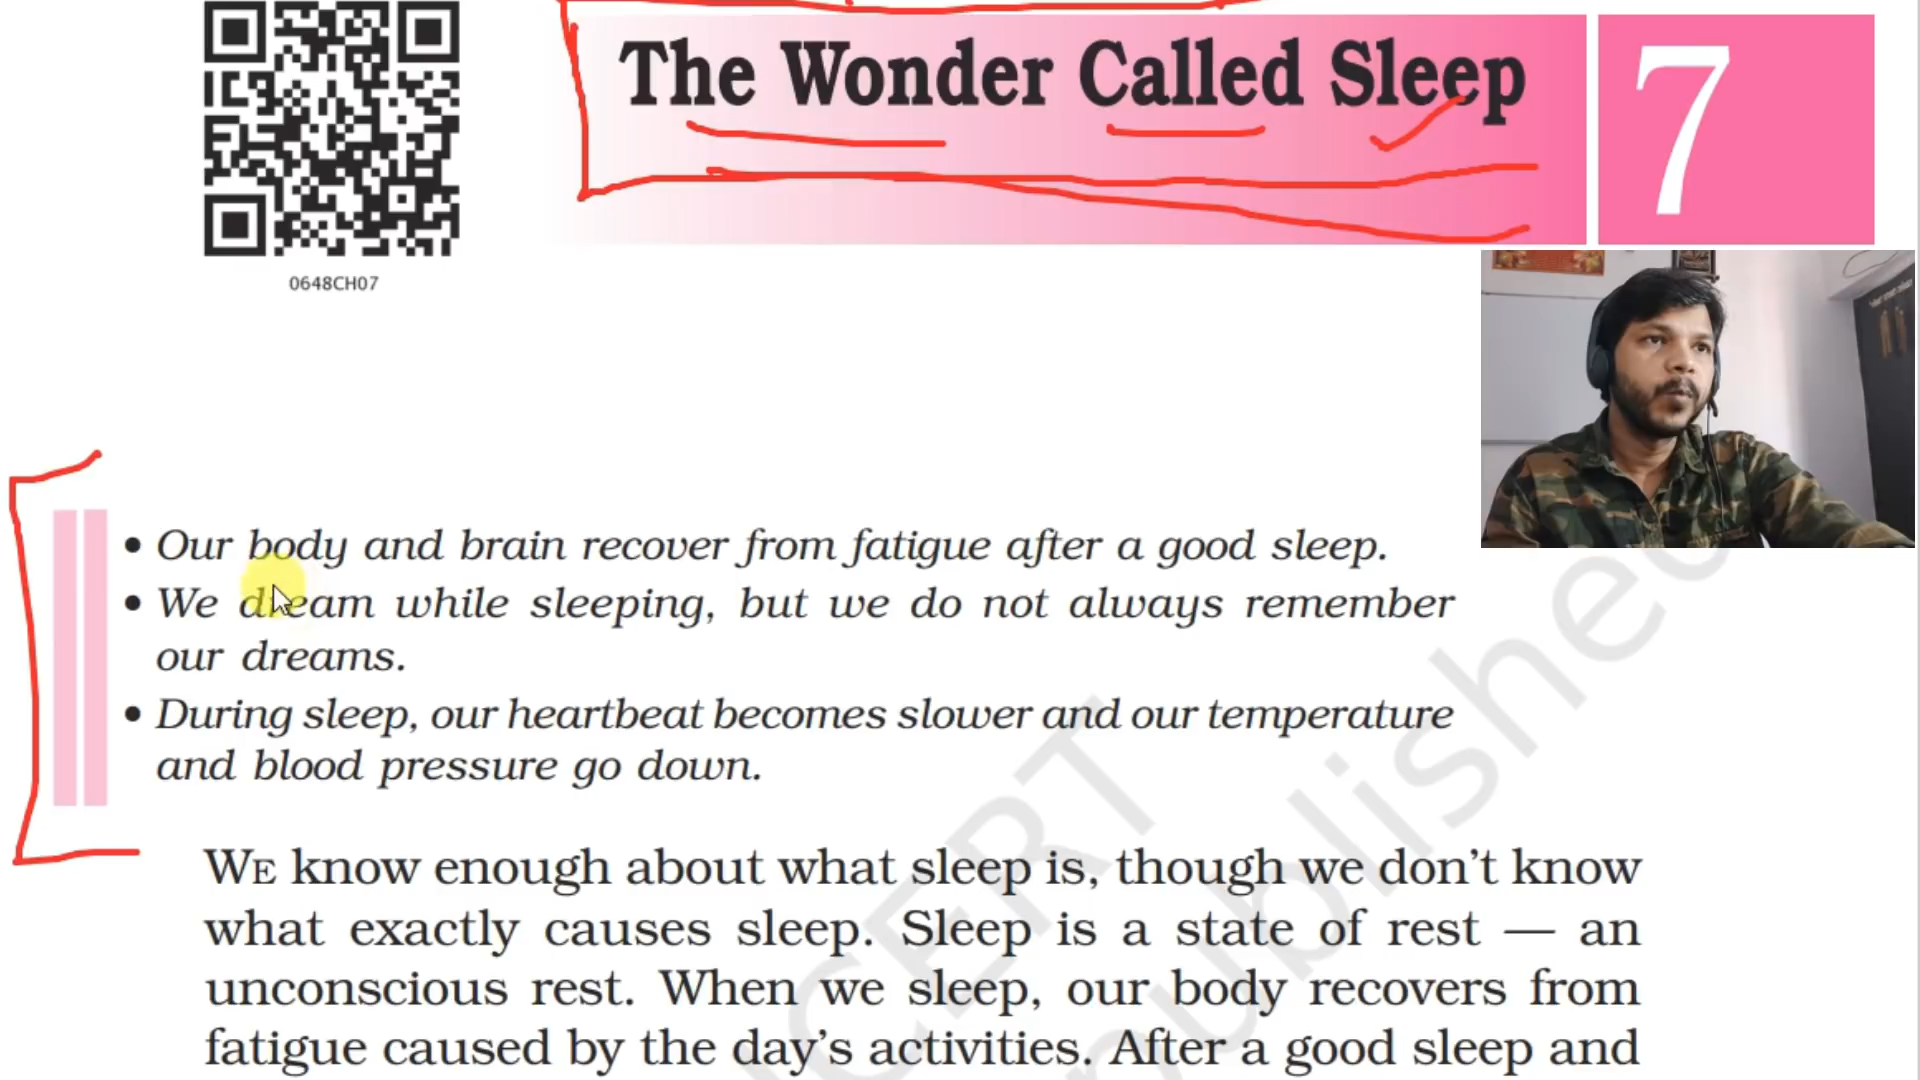 The Wonder Called Sleep
7
0648CH07
• Our body and brain recover from fatigue after a good sleep.
• We dream while sleeping, but we do not always remember
our dreams.
• During sleep, our heartbeat becomes slower and our temperature
and blood pressure go down.
WE know enough about what sleep is, though we don't know
what exactly causes sleep. Sleep is a state of rest — an
unconscious rest. When we sleep, our body recovers from
fatigue caused by the day's activities. After a good sleep and